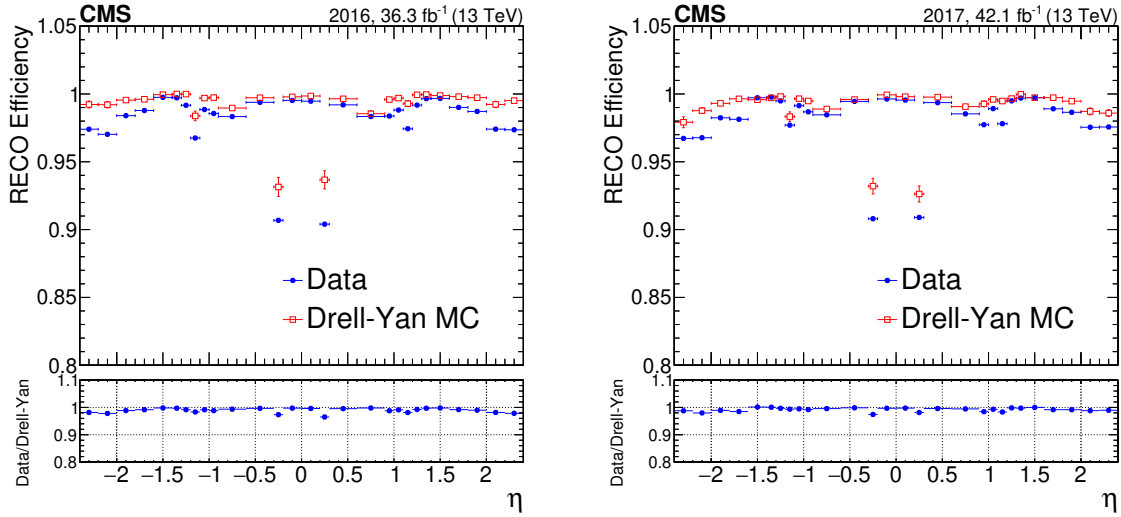 CMS 2016, 36.3 fb⁻¹ (13 TeV)
RECO Efficiency
1.05
1
0.95
0.9
0.85
0.8
Data
Drell-Yan MC
Data/Drell-Yan
1.1
1
0.9
0.8
−2 −1.5 −1 −0.5 0 0.5 1 1.5 2
η
CMS 2017, 42.1 fb⁻¹ (13 TeV)
RECO Efficiency
1.05
1
0.95
0.9
0.85
0.8
Data
Drell-Yan MC
Data/Drell-Yan
1.1
1
0.9
0.8
−2 −1.5 −1 −0.5 0 0.5 1 1.5 2
η